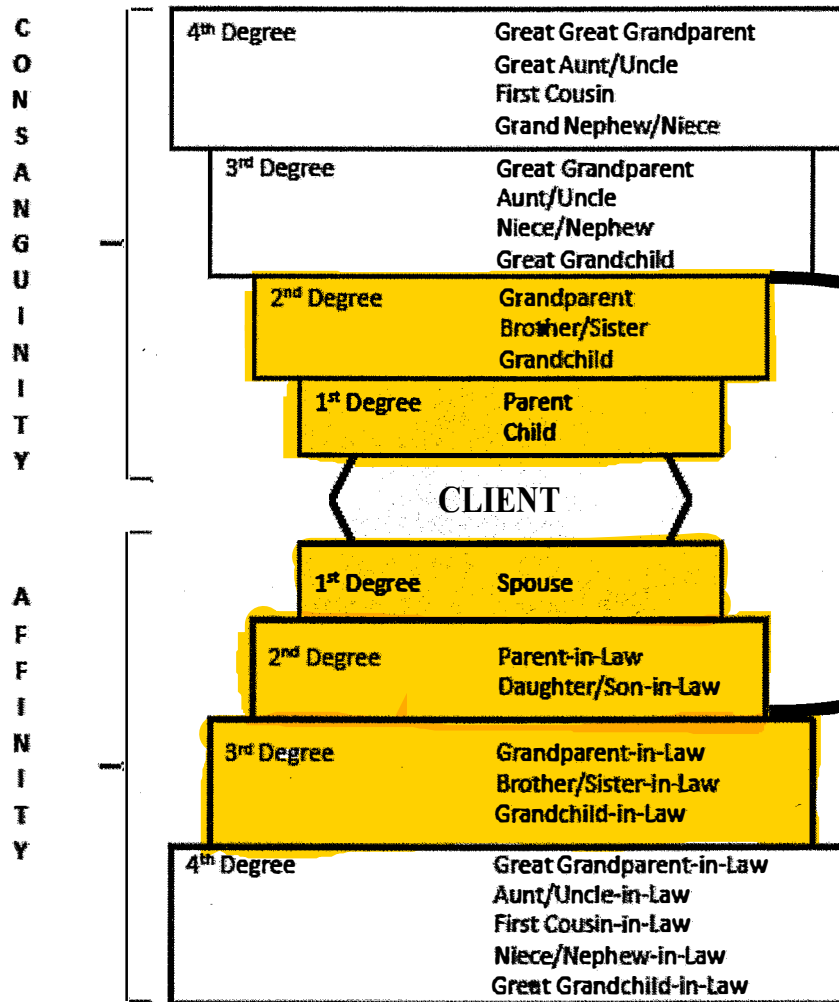 CONSANGUINITY
4th Degree Great Great Grandparent
Great Aunt/Uncle
First Cousin
Grand Nephew/Niece
3rd Degree Great Grandparent
Aunt/Uncle
Niece/Nephew
Great Grandchild
2nd Degree Grandparent
Brother/Sister
Grandchild
1st Degree Parent
Child
CLIENT
AFFINITY
1st Degree Spouse
2nd Degree Parent-in-Law
Daughter/Son-in-Law
3rd Degree Grandparent-in-Law
Brother/Sister-in-Law
Grandchild-in-Law
4th Degree Great Grandparent-in-Law
Aunt/Uncle-in-Law
First Cousin-in-Law
Niece/Nephew-in-Law
Great Grandchild-in-Law